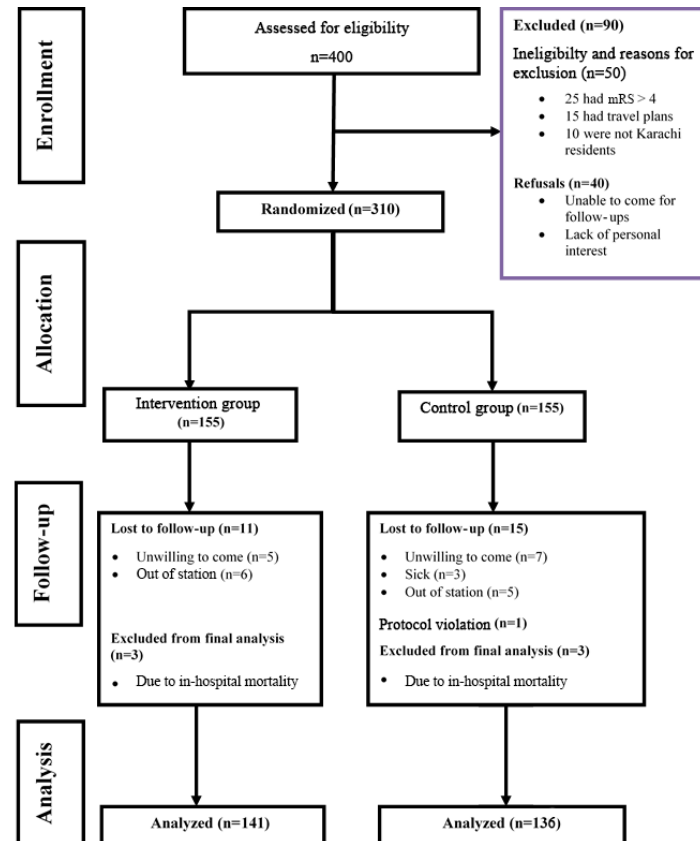 Enrollment
Assessed for eligibility
n=400
Excluded (n=90)
Ineligibilty and reasons for
exclusion (n=50)
• 25 had mRS > 4
• 15 had travel plans
• 10 were not Karachi
residents
Refusals (n=40)
• Unable to come for
follow-ups
• Lack of personal
interest
Randomized (n=310)
Allocation
Intervention group
(n=155)
Control group (n=155)
Follow-up
Lost to follow-up (n=11)
• Unwilling to come (n=5)
• Out of station (n=6)
Excluded from final analysis
(n=3)
• Due to in-hospital mortality
Lost to follow-up (n=15)
• Unwilling to come (n=7)
• Sick (n=3)
• Out of station (n=5)
Protocol violation (n=1)
Excluded from final analysis (n=3)
• Due to in-hospital mortality
Analysis
Analyzed (n=141)
Analyzed (n=136)